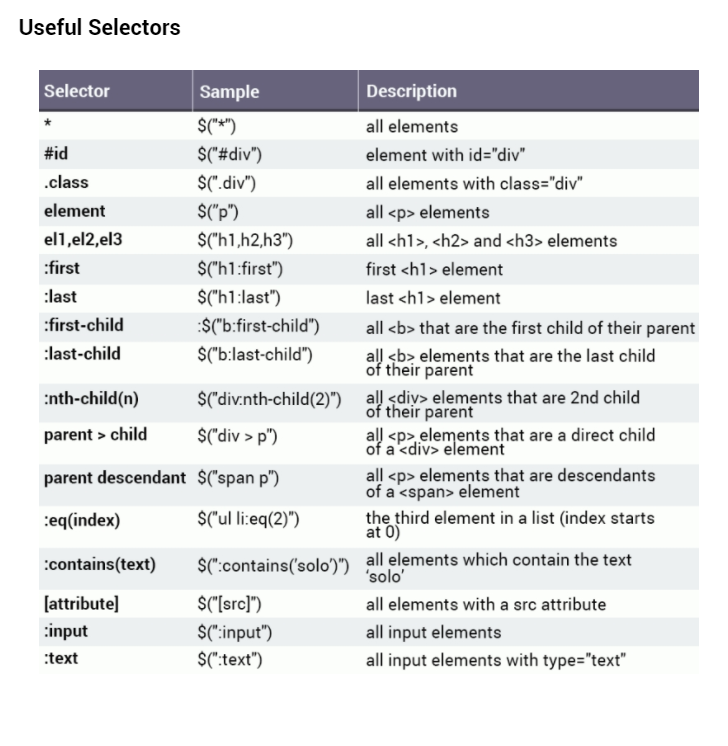 Useful Selectors
Selector Sample Description
* $("*") all elements
#id $("#div") element with id="div"
.class $(".div") all elements with class="div"
element $("p") all <p> elements
el1,el2,el3 $("h1,h2,h3") all <h1>, <h2> and <h3> elements
:first $("h1:first") first <h1> element
:last $("h1:last") last <h1> element
:first-child :$("b:first-child") all <b> that are the first child of their parent
:last-child $("b:last-child") all <b> elements that are the last child
of their parent
:nth-child(n) $("div:nth-child(2)") all <div> elements that are 2nd child
of their parent
parent > child $("div > p") all <p> elements that are a direct child
of a <div> element
parent descendant $("span p") all <p> elements that are descendants
of a <span> element
:eq(index) $("ul li:eq(2)") the third element in a list (index starts
at 0)
:contains(text) $(":contains('solo')") all elements which contain the text
'solo'
[attribute] $("[src]") all elements with a src attribute
:input $(":input") all input elements
:text $(":text") all input elements with type="text"